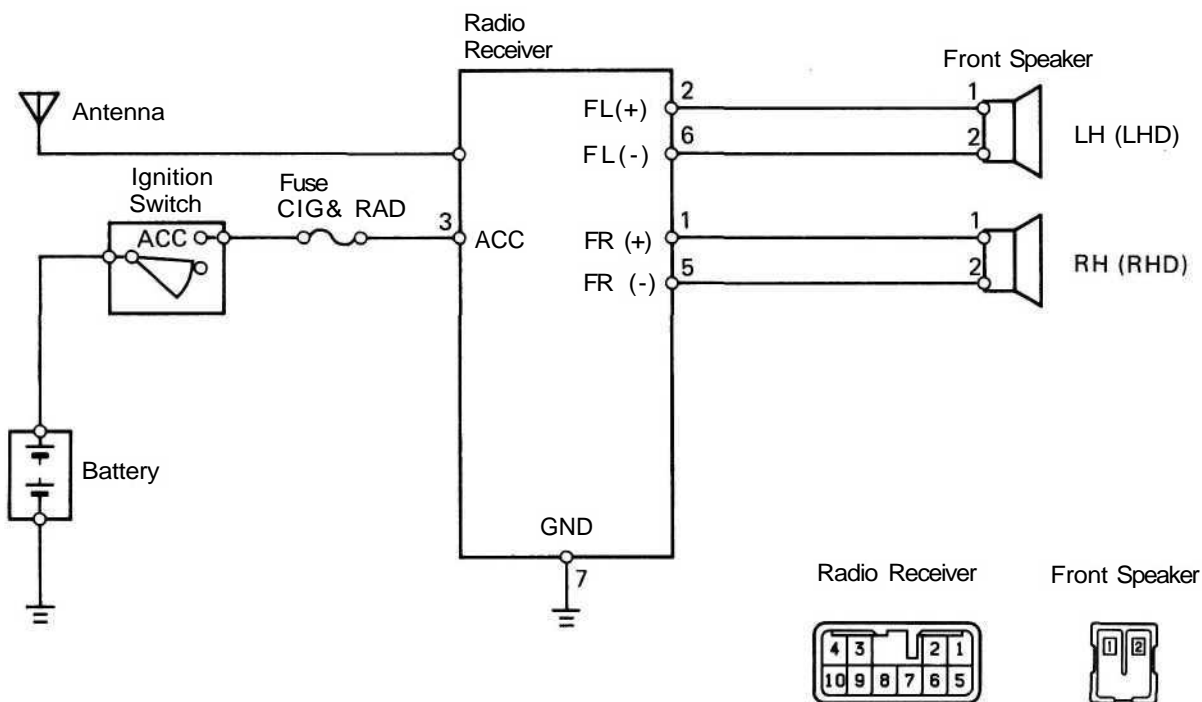 Radio
Receiver
Front Speaker
Antenna
FL(+)
2
1
LH (LHD)
FL(-)
6
2
Ignition
Switch
Fuse
CIG& RAD
ACC
3
ACC
FR (+)
1
1
RH (RHD)
FR (-)
5
2
Battery
GND
7
Radio Receiver
Front Speaker
4 3 2 1
10 9 8 7 6 5
1 2